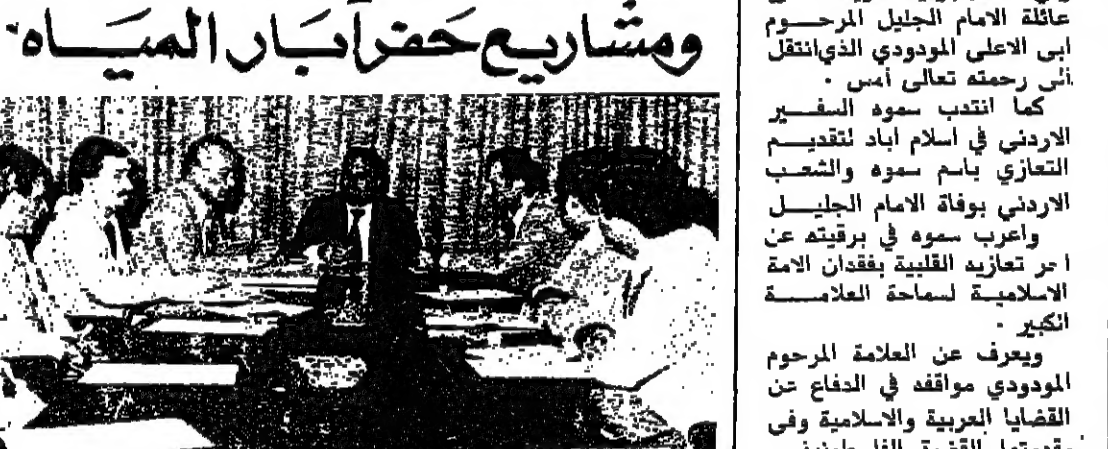 ومشاريع حفر آبار المياه
عائلة الامام الجليل المرحوم
ابى الاعلى المودودي الذي انتقل
الى رحمته تعالى أمس .
كما انتدب سموه السفير
الاردني في اسلام اباد لتقديم
التعازي باسم سموه والشعب
الاردني بوفاة الامام الجليل
واعرب سموه في برقيته عن
احر تعازيه القلبية بفقدان الامة
الاسلامية لسماحة العلامة
الكبير .
ويعرف عن العلامة المرحوم
المودودي مواقفه في الدفاع عن
القضايا العربية والاسلامية وفى